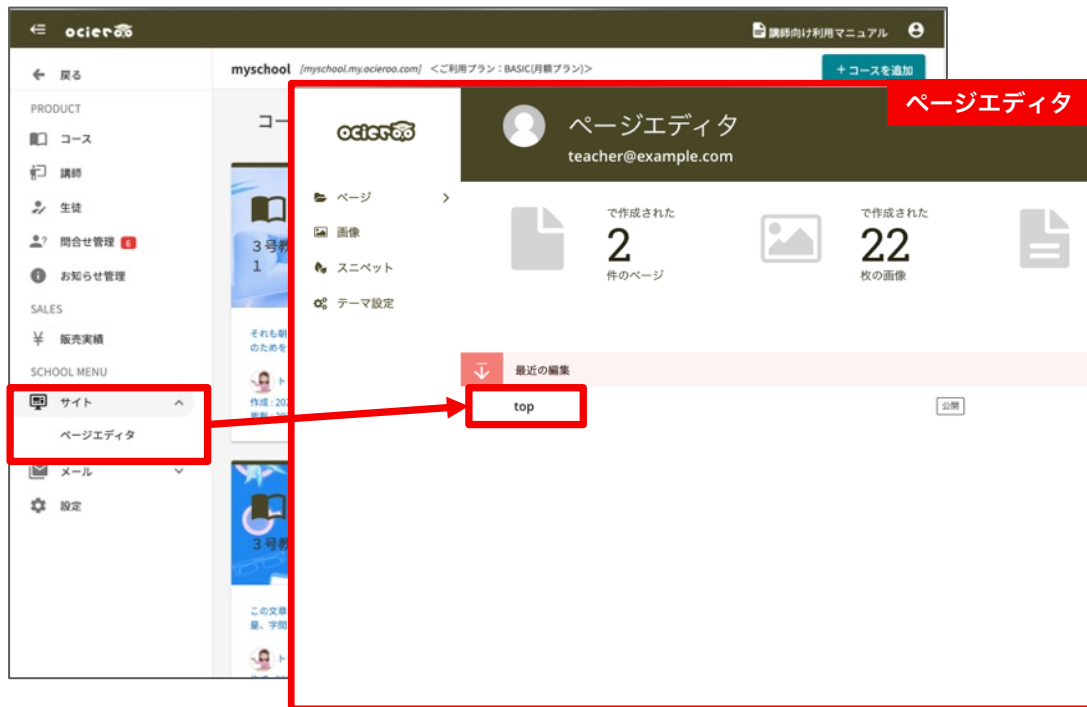 ocieroo
講師向け利用マニュアル
戻る
myschool [myschool.my.ocieroo.com] <ご利用プラン:BASIC(月額プラン)>
+コースを追加
PRODUCT
コース
講師
生徒
問合せ管理 6
お知らせ管理
SALES
¥ 販売実績
SCHOOL MENU
サイト
ページエディタ
メール
設定
コー
3号教
1
それも朝
のためを
ト
作成:202
3号教
この文章
量、字間
ト
ページエディタ
ocieroo
ページエディタ
teacher@example.com
ページ
画像
スニペット
テーマ設定
で作成された
2
件のページ
で作成された
22
枚の画像
最近の編集
top
公開